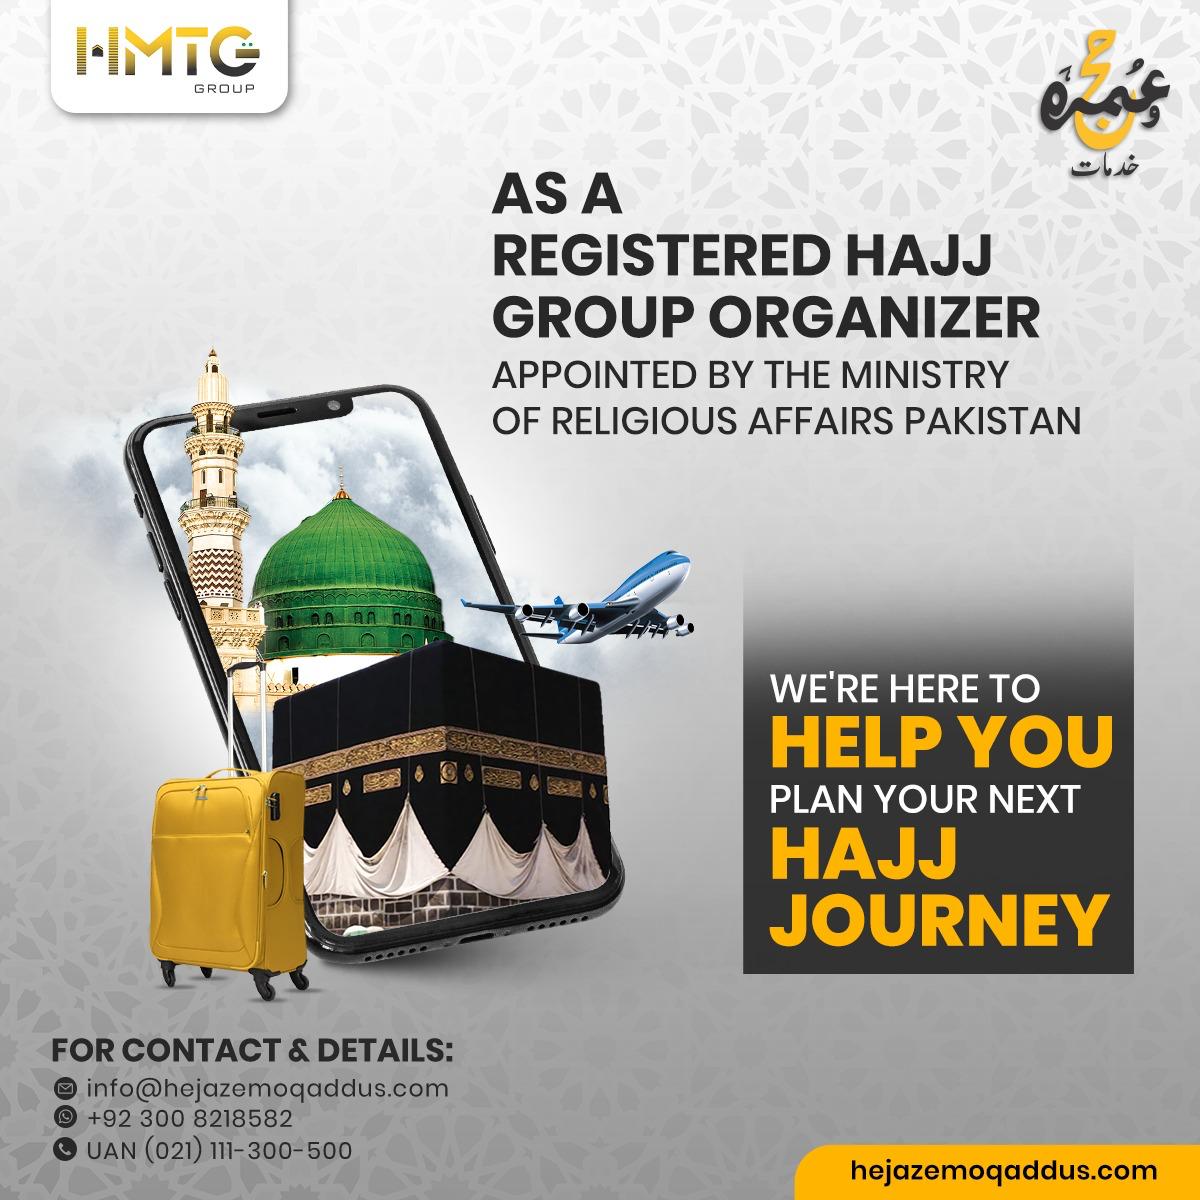 HMTG
GROUP
حج و عمرہ
خدمات
AS A
REGISTERED HAJJ
GROUP ORGANIZER
APPOINTED BY THE MINISTRY
OF RELIGIOUS AFFAIRS PAKISTAN
WE'RE HERE TO
HELP YOU
PLAN YOUR NEXT
HAJJ
JOURNEY
FOR CONTACT & DETAILS:
info@hejazemoqaddus.com
+92 300 8218582
UAN (021) 111-300-500
hejazemoqaddus.com